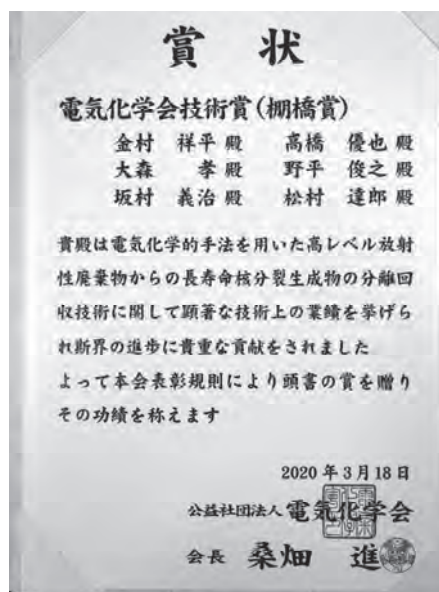 賞 状
電気化学会技術賞(棚橋賞)
金村 祥平 殿 高橋 優也 殿
大森 孝 殿 野平 俊之 殿
坂村 義治 殿 松村 達郎 殿
貴殿は電気化学的手法を用いた高レベル放射
性廃棄物からの長寿命核分裂生成物の分離回
収技術に関して顕著な技術上の業績を挙げら
れ斯界の進歩に貴重な貢献をされました
よって本会表彰規則により頭書の賞を贈り
その功績を称えます
2020年3月18日
公益社団法人 電気化学会
会長 桑畑 進